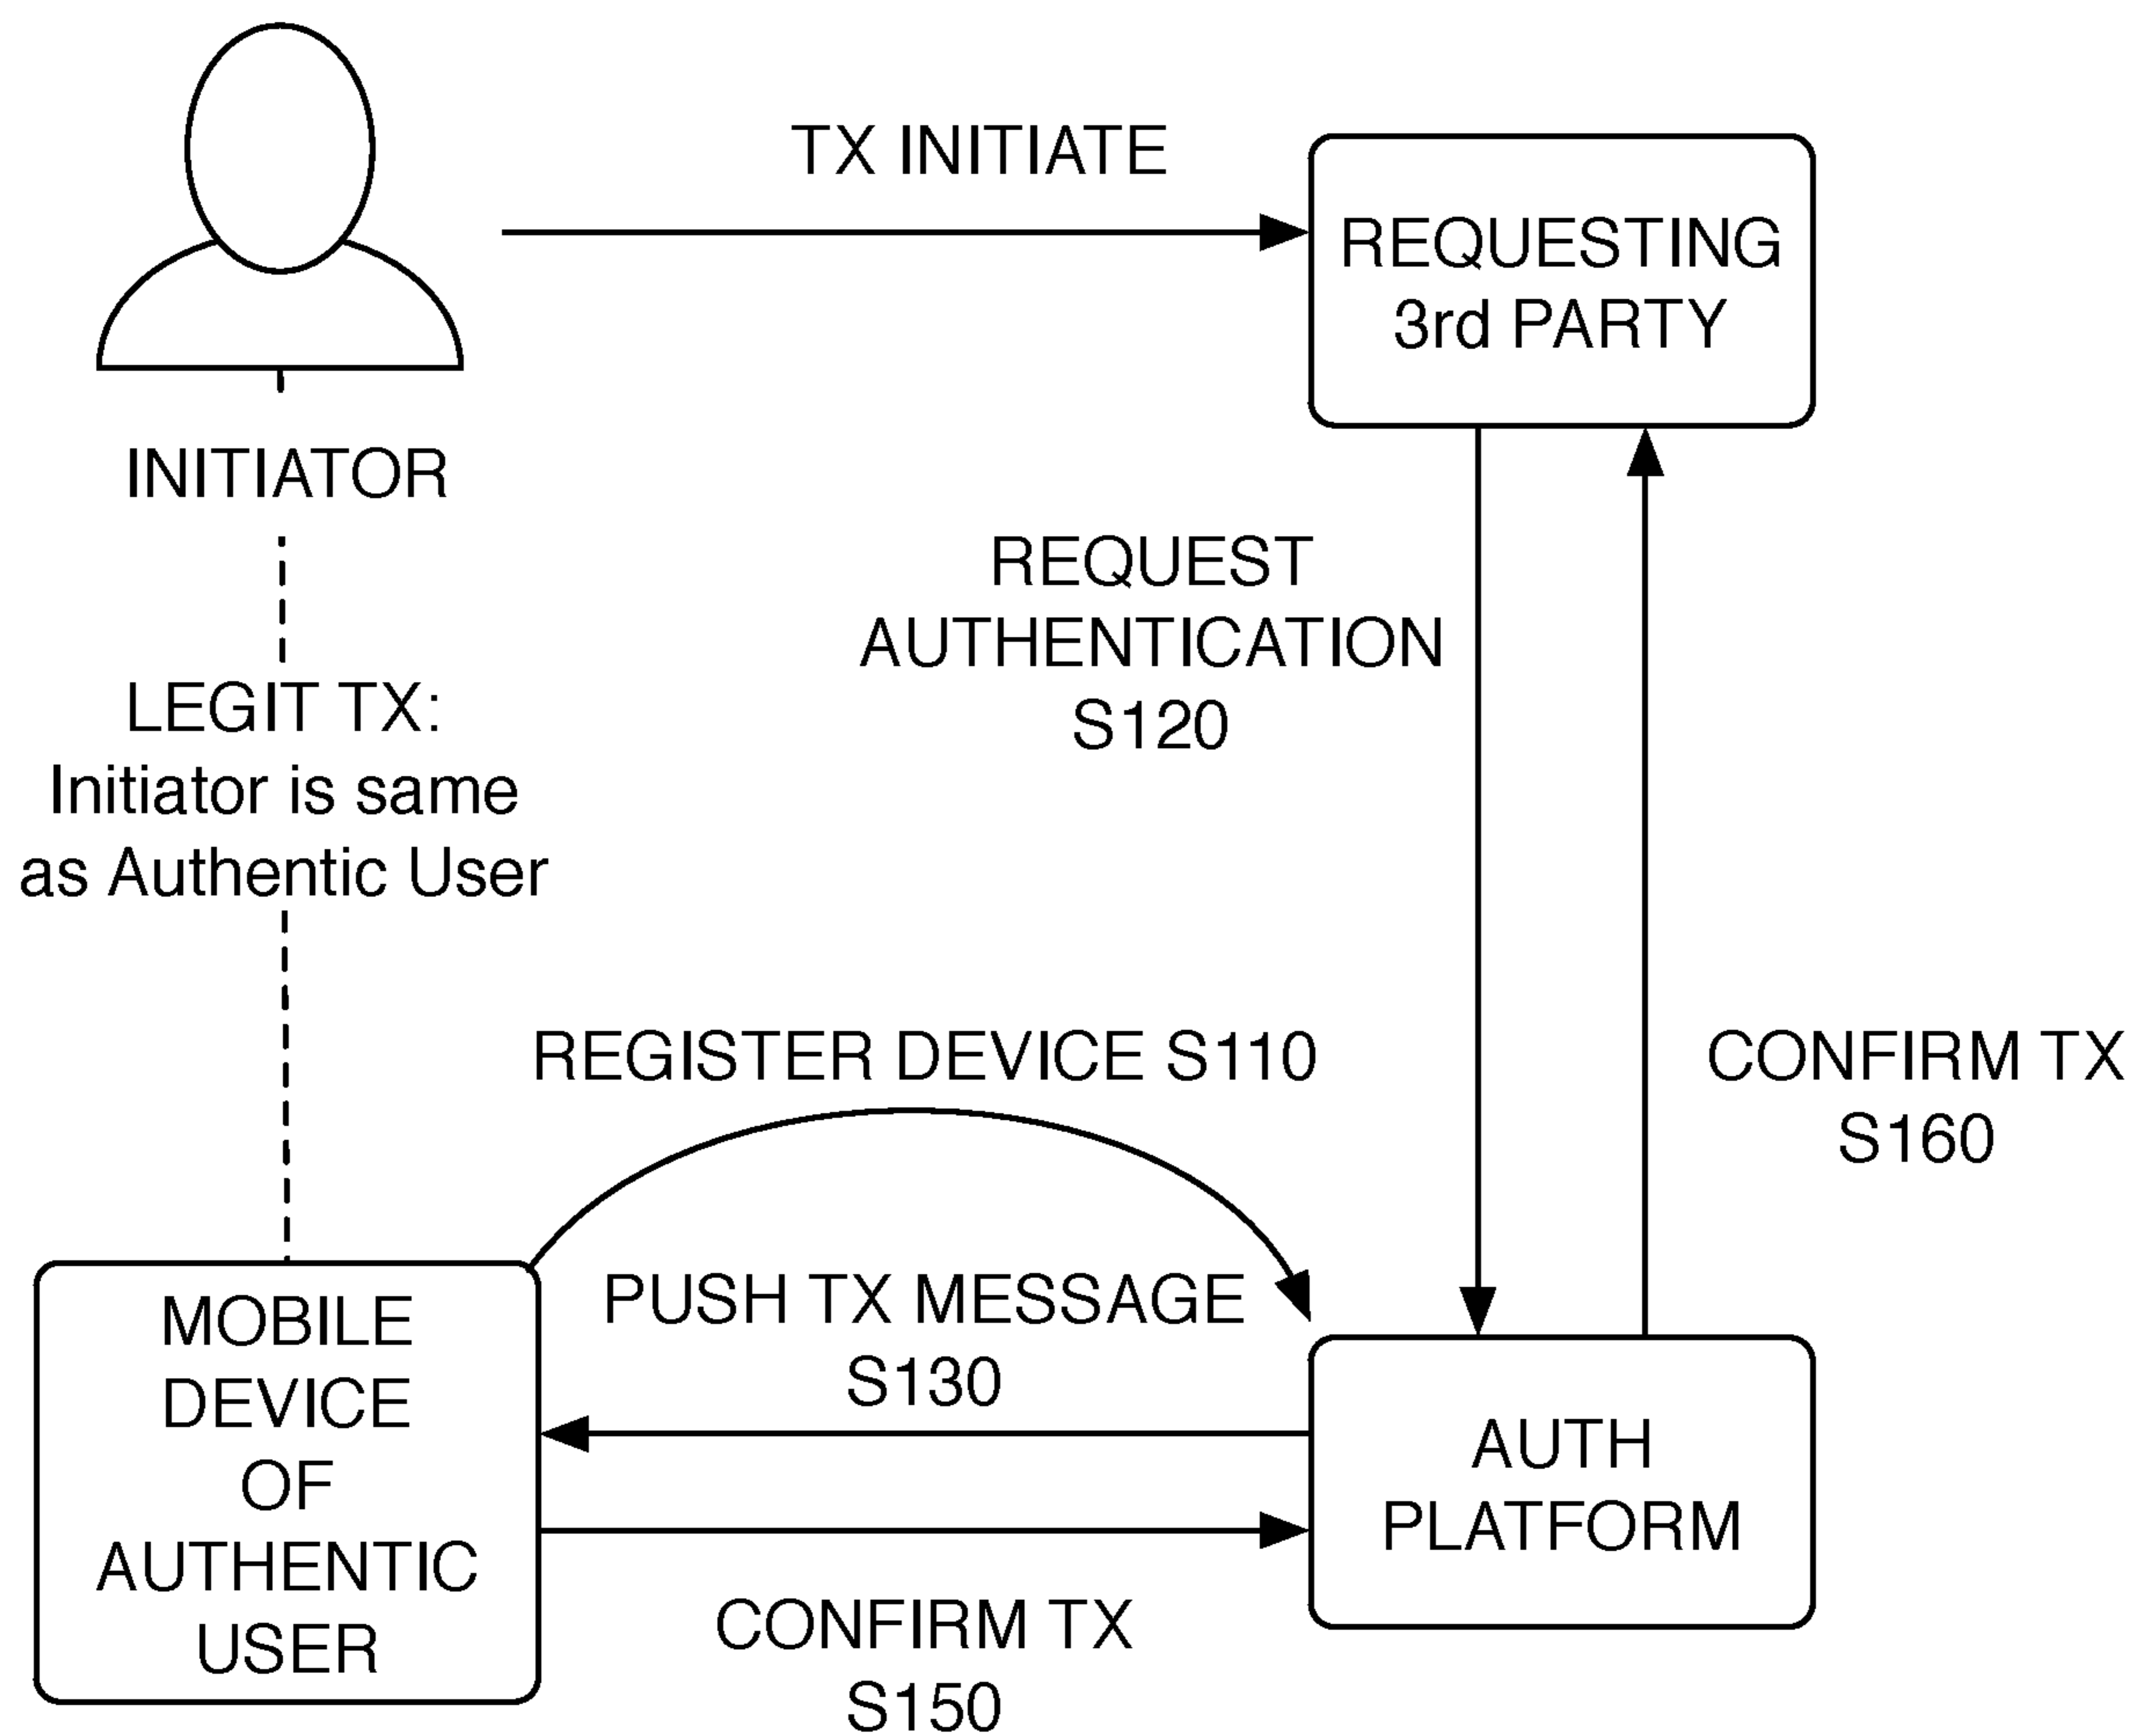 TX INITIATE
REQUESTING
3rd PARTY
INITIATOR
REQUEST
AUTHENTICATION
S120
LEGIT TX:
Initiator is same
as Authentic User
REGISTER DEVICE S110
CONFIRM TX
S160
PUSH TX MESSAGE
S130
MOBILE
DEVICE
OF
AUTHENTIC
USER
AUTH
PLATFORM
CONFIRM TX
S150